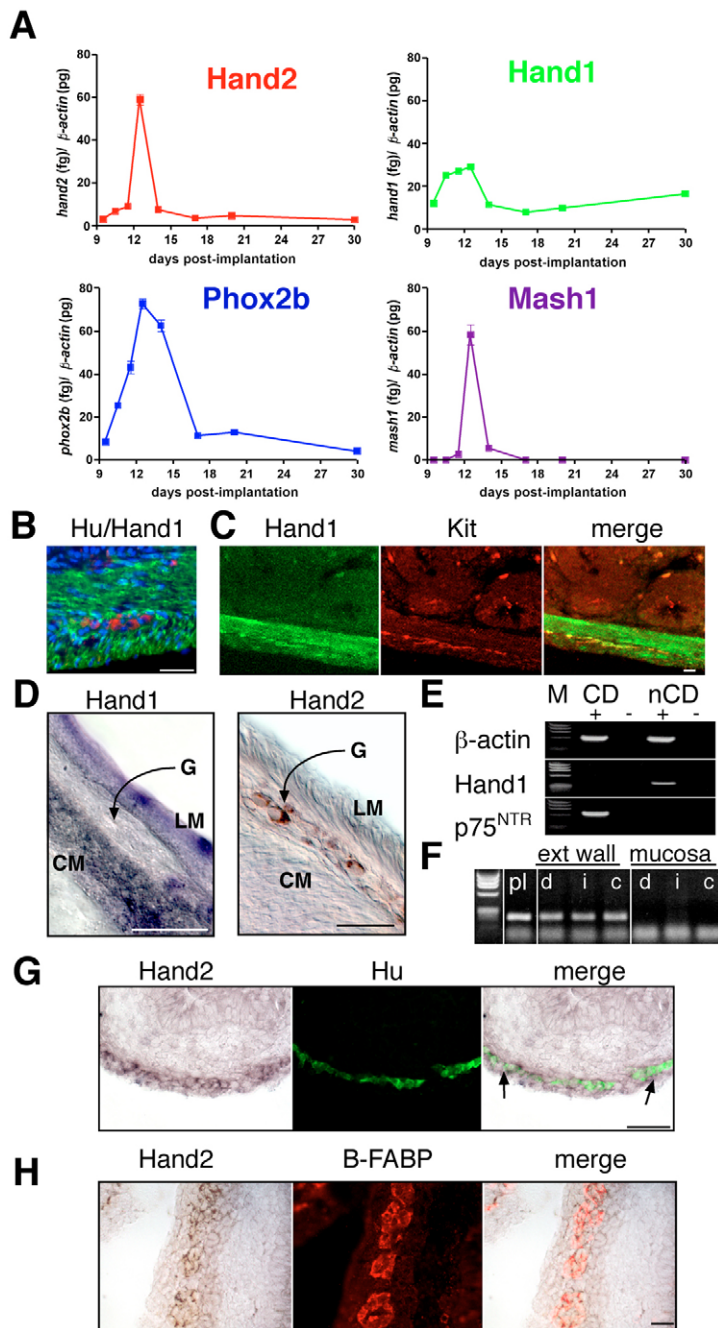 A
Hand2
Hand1
80
60
40
20
0
hand2 (fg)/ β-actin (pg)
9 12 15 18 21 24 27 30
days post-implantation
80
60
40
20
0
hand1 (fg)/ β-actin (pg)
9 12 15 18 21 24 27 30
days post-implantation
Phox2b
Mash1
80
60
40
20
0
phox2b (fg)/ β-actin (pg)
9 12 15 18 21 24 27 30
days post-implantation
80
60
40
20
0
mash1 (fg)/ β-actin (pg)
9 12 15 18 21 24 27 30
days post-implantation
B
Hu/Hand1
C
Hand1 Kit merge
D
Hand1 Hand2
G
LM
CM
G
LM
CM
E
M CD nCD
+ - + -
β-actin
Hand1
p75NTR
F
ext wall mucosa
pl d i c d i c
G
Hand2 Hu merge
H
Hand2 B-FABP merge